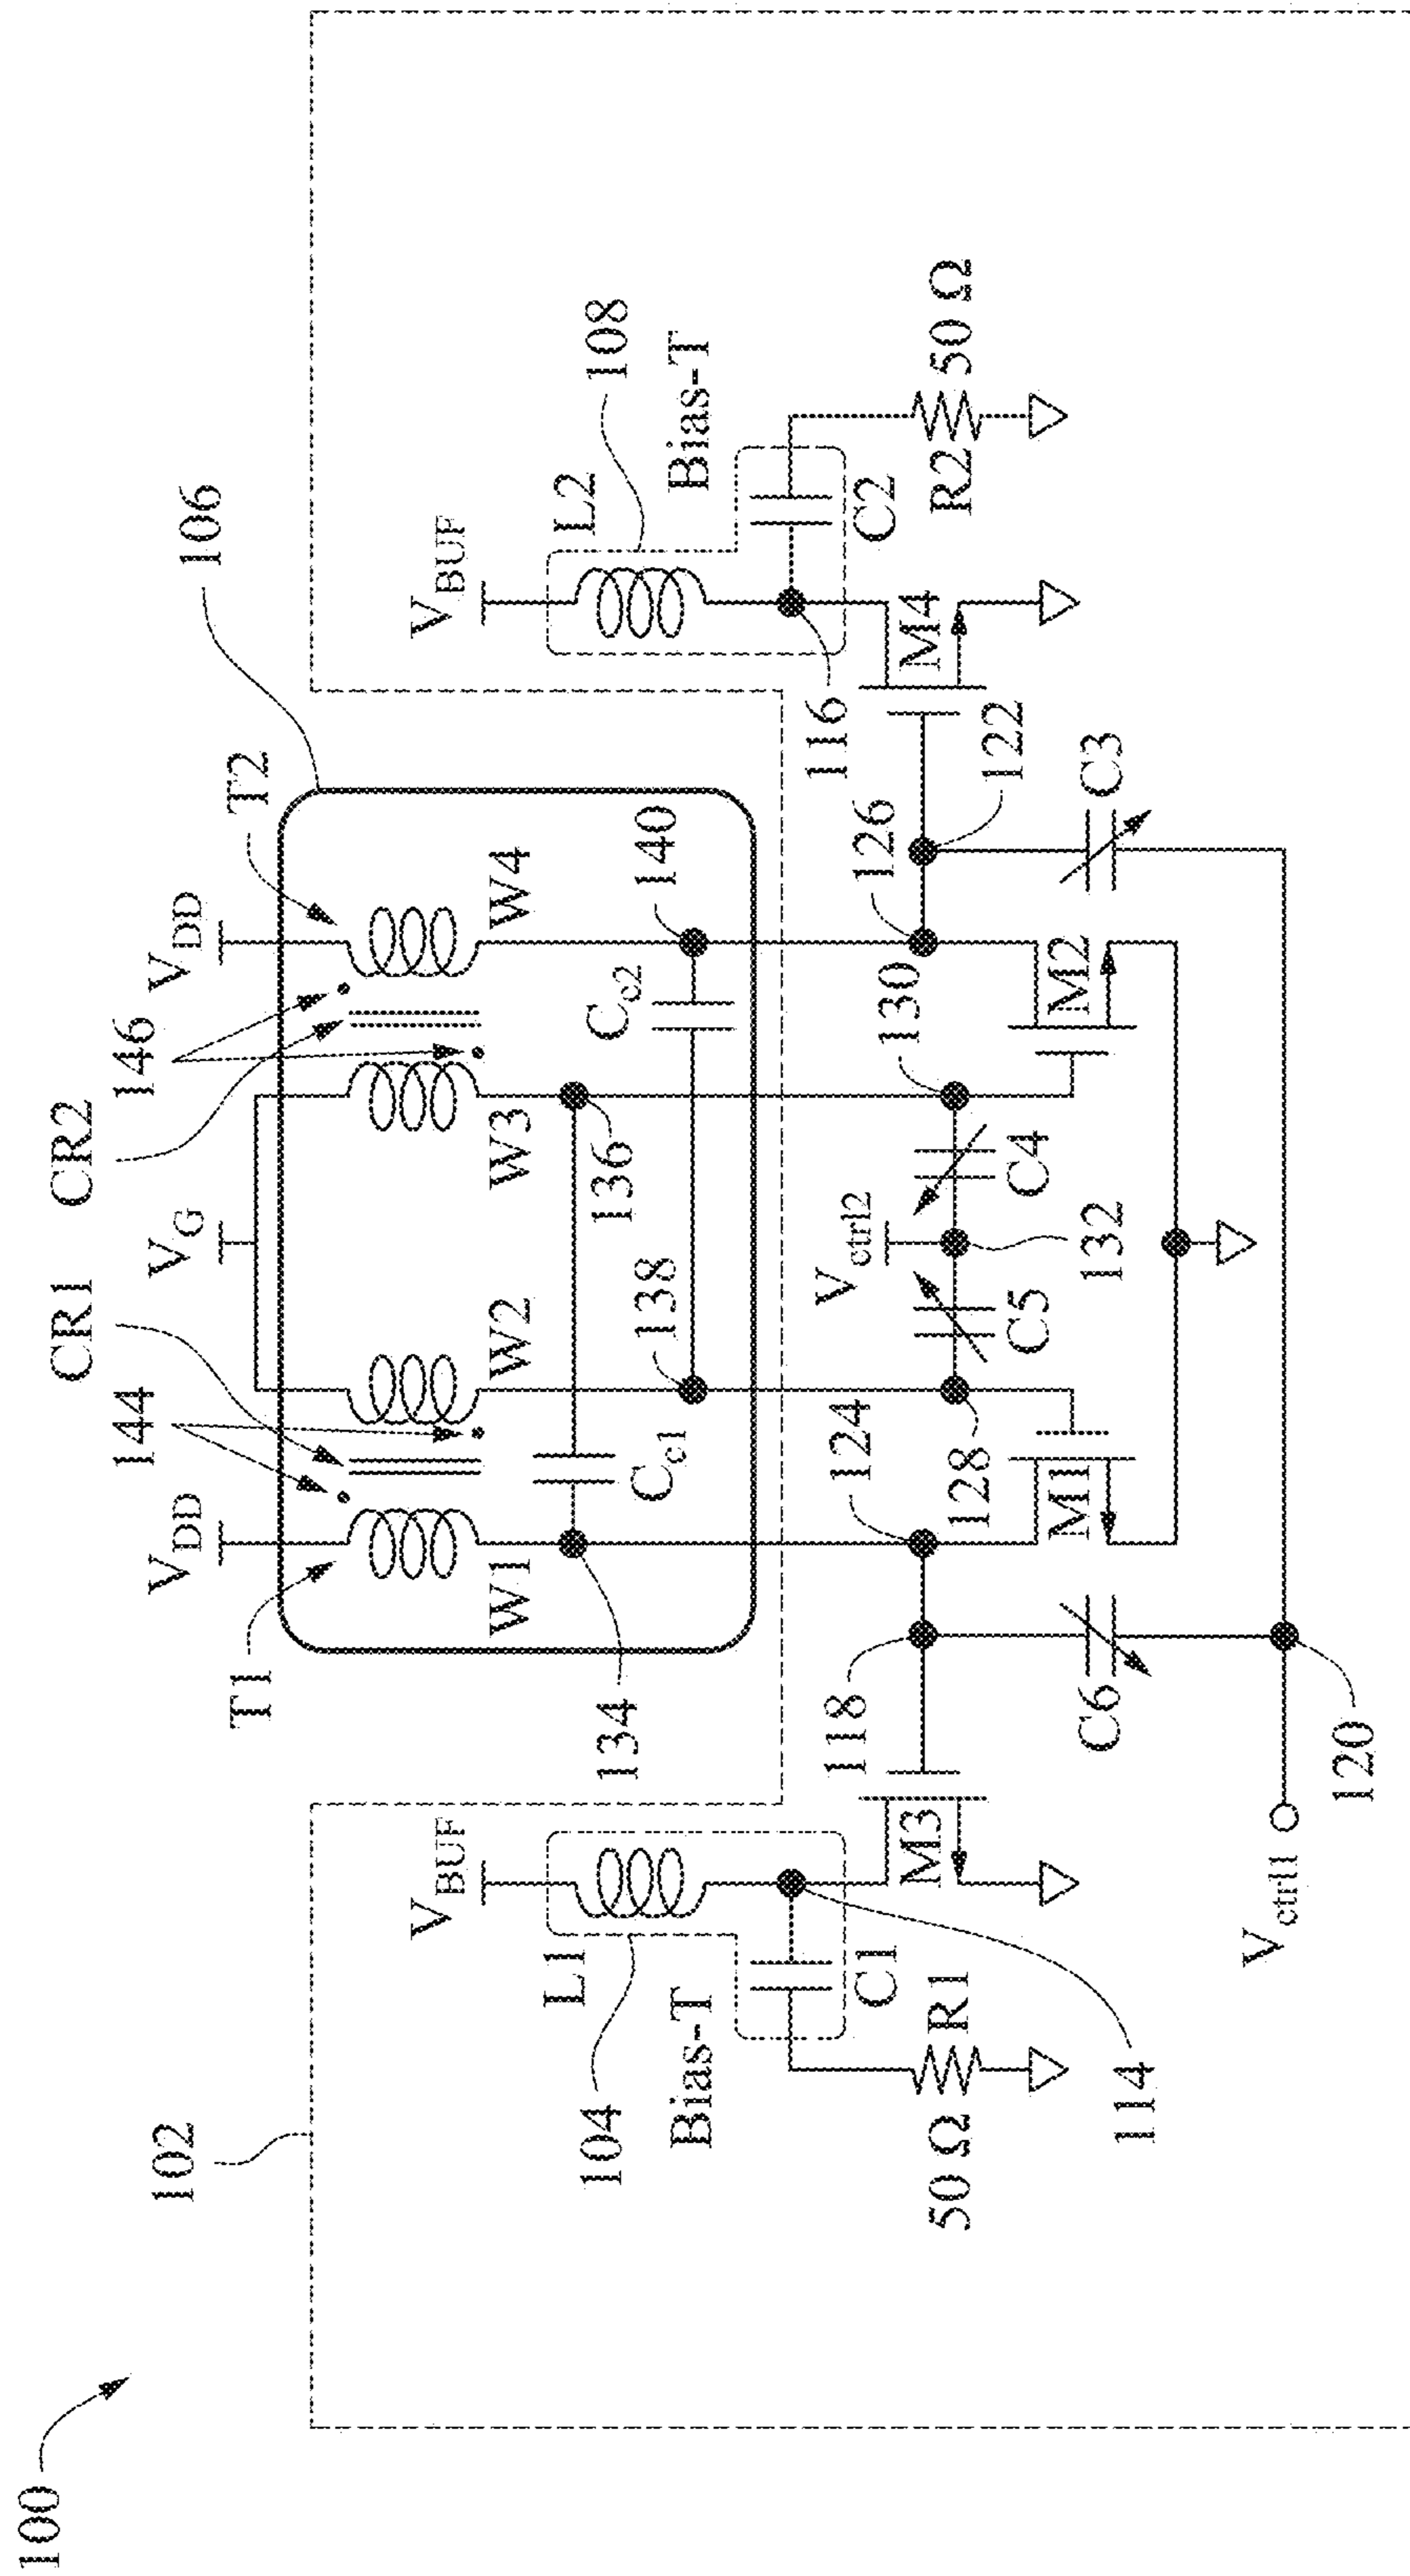 100
102
V_DD
144
CR1
V_G
CR2
146
V_DD
106
T1
T2
W1
W2
W3
W4
V_BUF
V_BUF
L1
L2
104
108
Bias-T
Bias-T
134
C_c1
138
136
C_c2
140
C1
C2
114
116
50 Ω
R1
R2
50 Ω
M3
M4
118
124
128
V_ctrl2
130
126
122
C5
C4
132
M1
M2
C6
C3
V_ctrl1
120